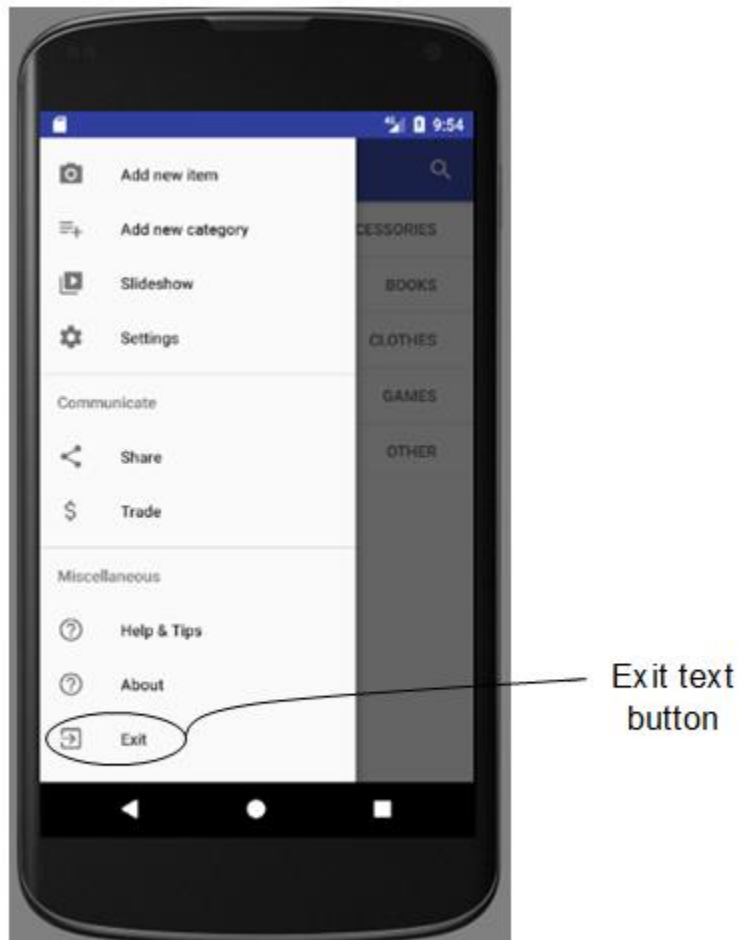 9:54
Add new item
Add new category
CESSORIES
Slideshow
BOOKS
Settings
CLOTHES
Communicate
GAMES
Share
OTHER
Trade
Miscellaneous
Help & Tips
About
Exit
Exit text
button